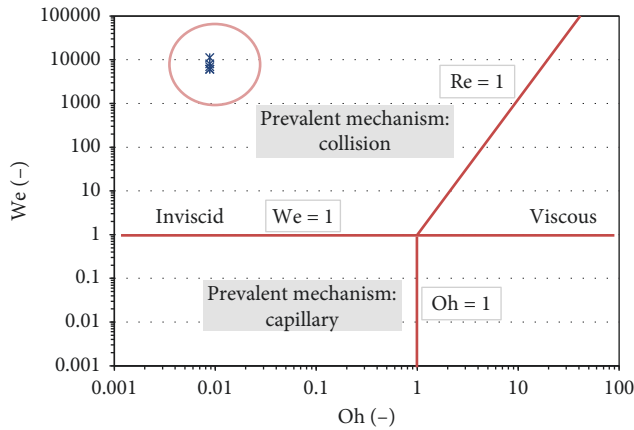 100000
10000
1000
100
10
1
0.1
0.01
0.001
We (–)
Re = 1
Prevalent mechanism:
collision
Inviscid
We = 1
Viscous
Prevalent mechanism:
capillary
Oh = 1
0.001
0.01
0.1
1
10
100
Oh (–)